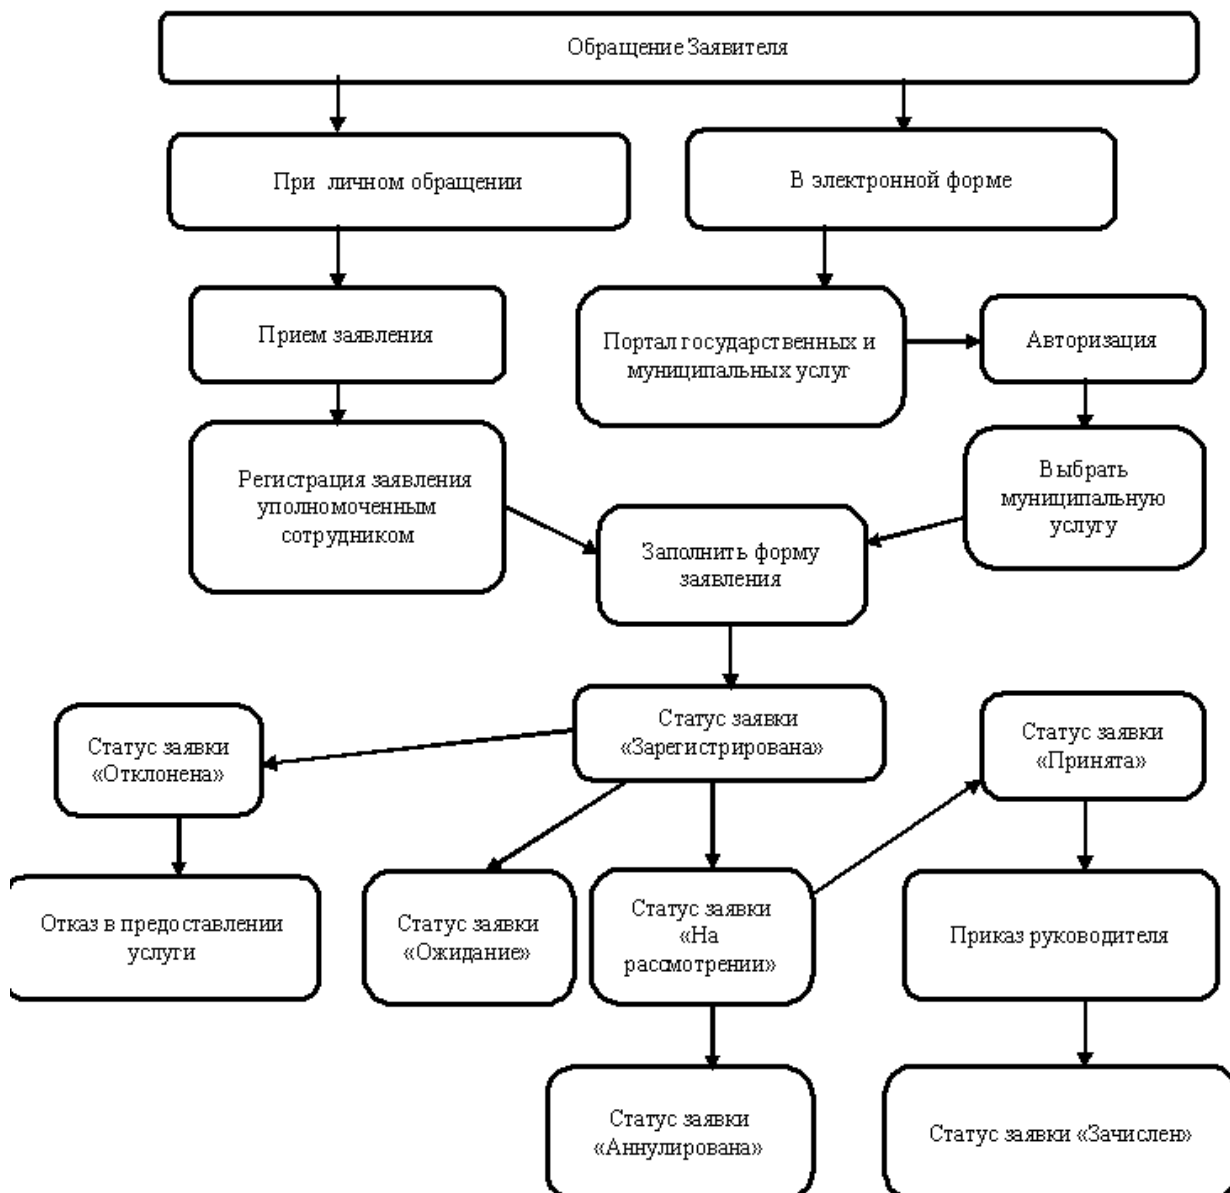 Обращение Заявителя
При личном обращении
В электронной форме
Прием заявления
Портал государственных и
муниципальных услуг
Авторизация
Регистрация заявления
уполномоченным
сотрудником
Выбрать
муниципальную
услугу
Заполнить форму
заявления
Статус заявки
«Отклонена»
Статус заявки
«Зарегистрирована»
Статус заявки
«Принята»
Отказ в предоставлении
услуги
Статус заявки
«Ожидание»
Статус заявки
«На
рассмотрении»
Приказ руководителя
Статус заявки
«Аннулирована»
Статус заявки «Зачислен»